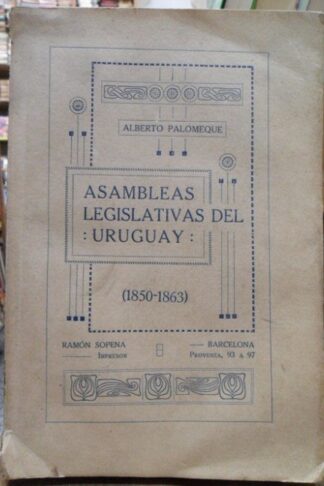 ALBERTO PALOMEQUE
ASAMBLEAS
LEGISLATIVAS DEL
: URUGUAY :
(1850-1863)
RAMÓN SOPENA
Impresor
BARCELONA
Provenza, 93 á 97